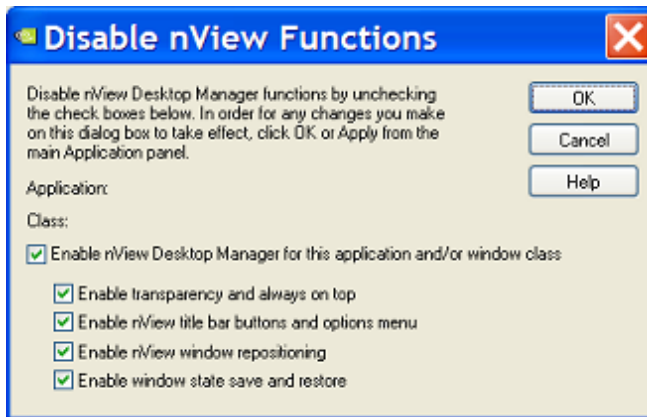 Disable nView Functions
Disable nView Desktop Manager functions by unchecking
the check boxes below. In order for any changes you make
on this dialog box to take effect, click OK or Apply from the
main Application panel.
OK
Cancel
Help
Application:
Class:
Enable nView Desktop Manager for this application and/or window class
Enable transparency and always on top
Enable nView title bar buttons and options menu
Enable nView window repositioning
Enable window state save and restore